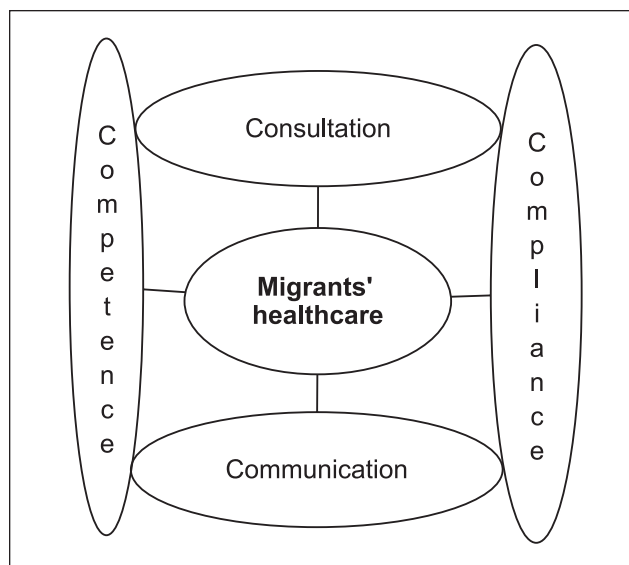 Consultation
Competence
Migrants'
healthcare
Compliance
Communication